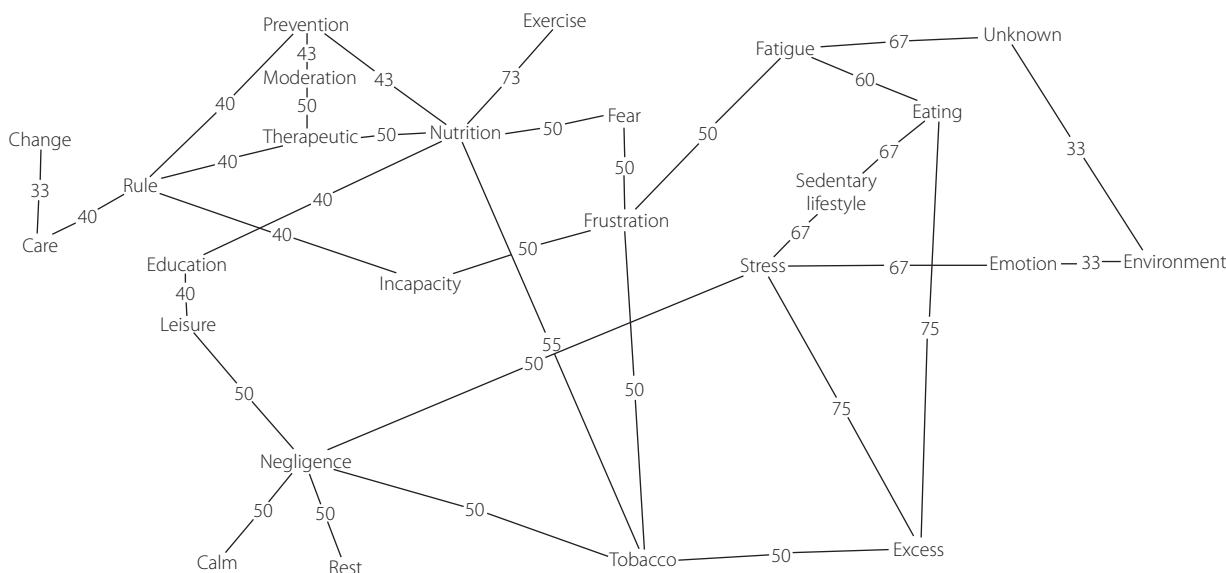 Prevention
Exercise
Unknown
43
Fatigue
67
Moderation
43
73
60
40
50
Fear
Eating
Change
Therapeutic
50
Nutrition
50
50
33
67
40
50
33
Rule
Sedentary
lifestyle
40
40
Care
40
50
Frustration
67
Education
Incapacity
Stress
67
Emotion
33
Environment
40
Leisure
75
55
50
50
50
75
Negligence
50
50
50
Calm
Rest
Tobacco
50
Excess